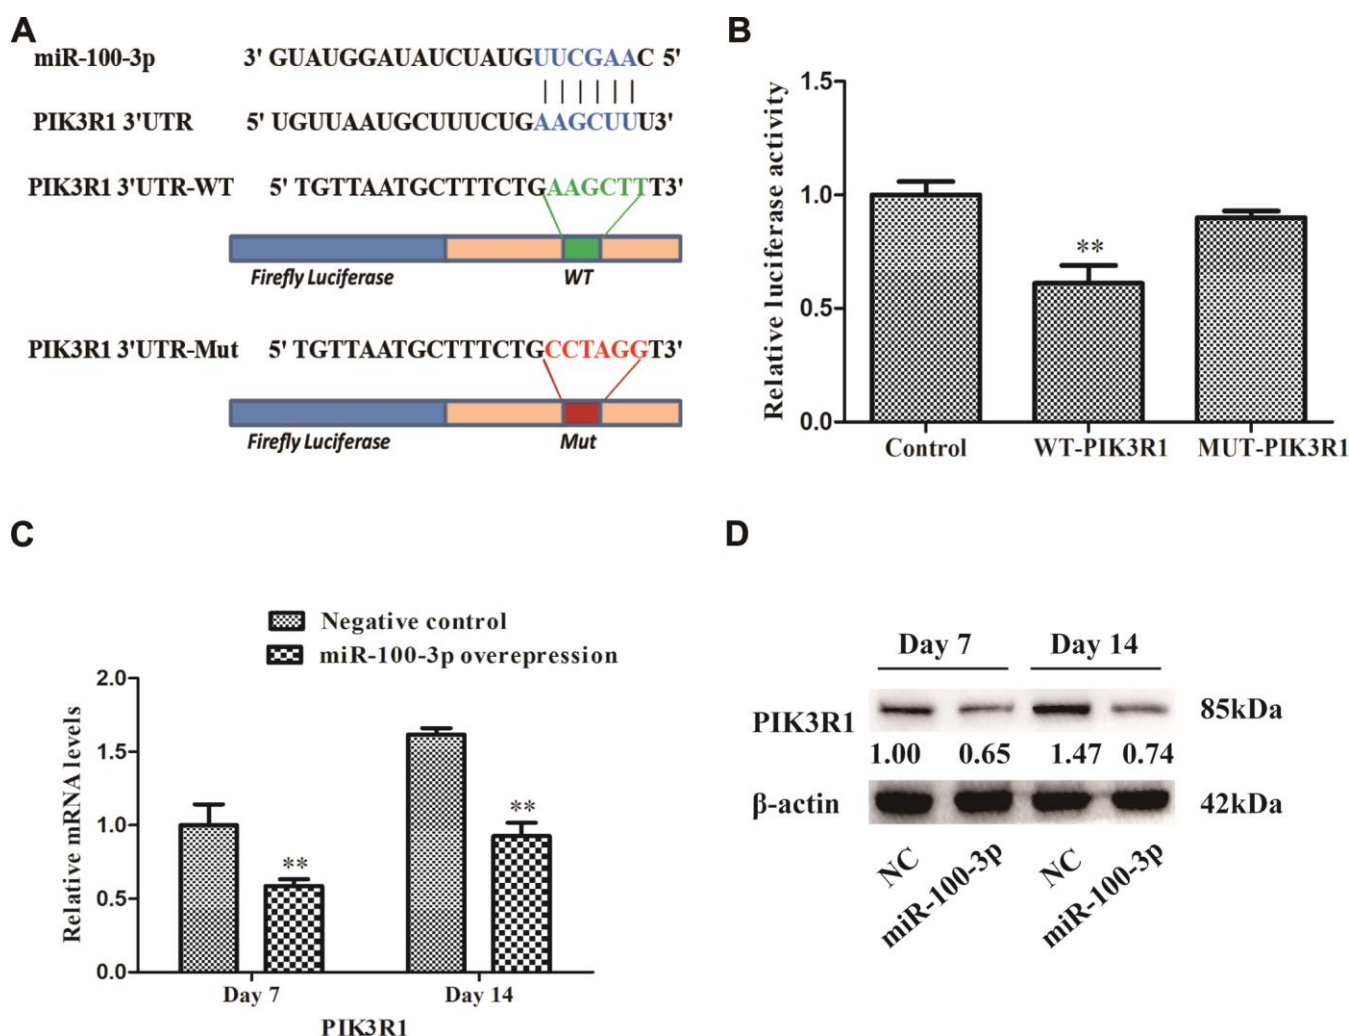 A
miR-100-3p 3' GUAUGGAUAUCUAUGUUCGAAC 5'
PIK3R1 3'UTR 5' UGUUAAUGCUUUCUGAAGCUUU3'
PIK3R1 3'UTR-WT 5' TGTTAATGCTTTCTGAAGCTTT3'
Firefly Luciferase WT
PIK3R1 3'UTR-Mut 5' TGTTAATGCTTTCTGCCTAGGT3'
Firefly Luciferase Mut
B
Relative luciferase activity
1.5
1.0
0.5
0.0
**
Control WT-PIK3R1 MUT-PIK3R1
C
Negative control
miR-100-3p overepression
Relative mRNA levels
2.0
1.5
1.0
0.5
0.0
**
**
Day 7 Day 14
PIK3R1
D
Day 7 Day 14
PIK3R1 85kDa
1.00 0.65 1.47 0.74
β-actin 42kDa
NC miR-100-3p NC miR-100-3p